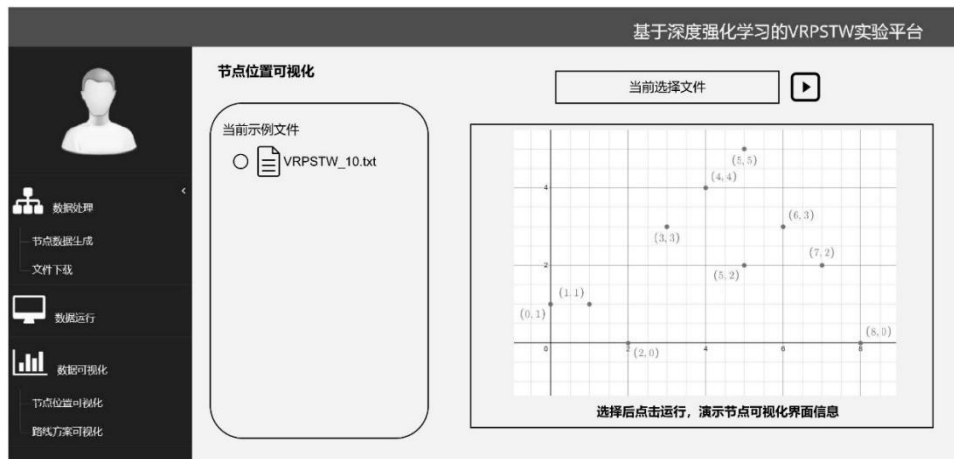 基于深度强化学习的VRPSTW实验平台
数据处理
节点数据生成
文件下载
数据运行
数据可视化
节点位置可视化
路线方案可视化
节点位置可视化
当前示例文件
VRPSTW_10.txt
当前选择文件
(5, 5)
(4, 4)
4
(6, 3)
(3, 3)
(7, 2)
2
(5, 2)
(1, 1)
(0, 1)
(8, 0)
(2, 0)
0
2
4
6
8
选择后点击运行，演示节点可视化界面信息